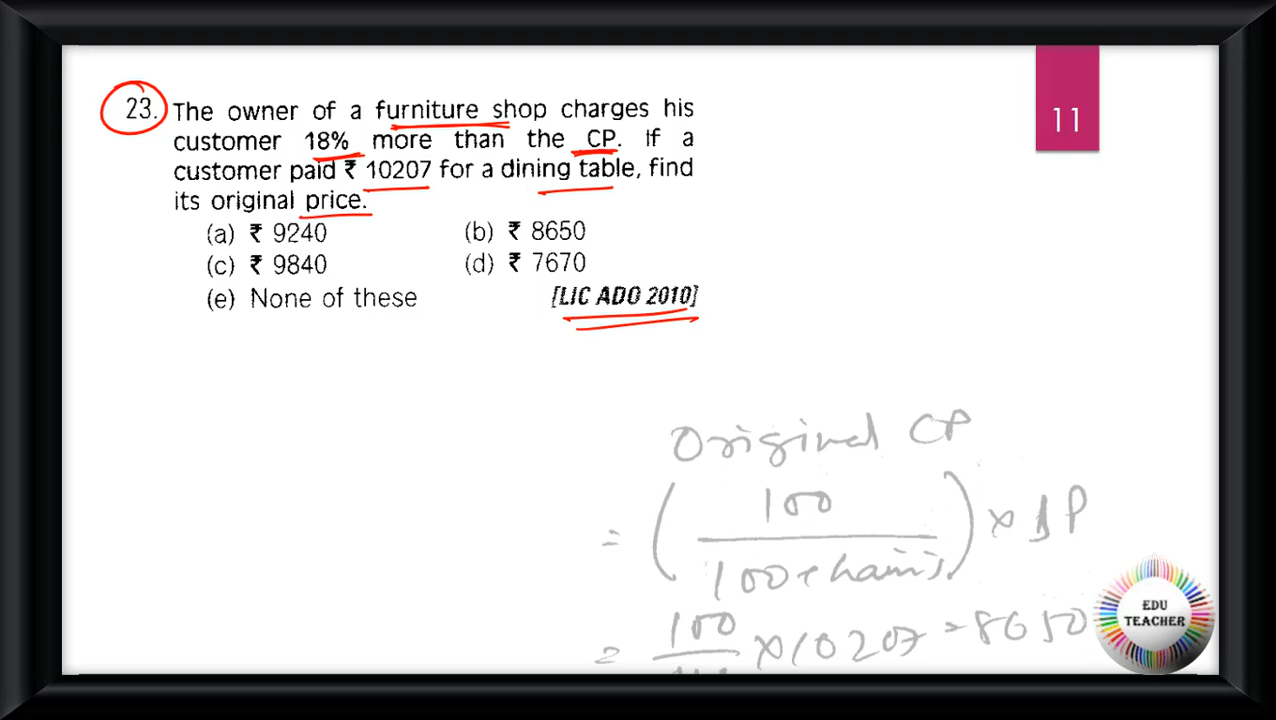 11
23. The owner of a furniture shop charges his
customer 18% more than the CP. If a
customer paid ₹ 10207 for a dining table, find
its original price.
(a) ₹ 9240 (b) ₹ 8650
(c) ₹ 9840 (d) ₹ 7670
(e) None of these [LIC ADO 2010]
Original CP
= ( 100
100+ ) × SP
= 100 × 10207 = 8650
EDU
TEACHER